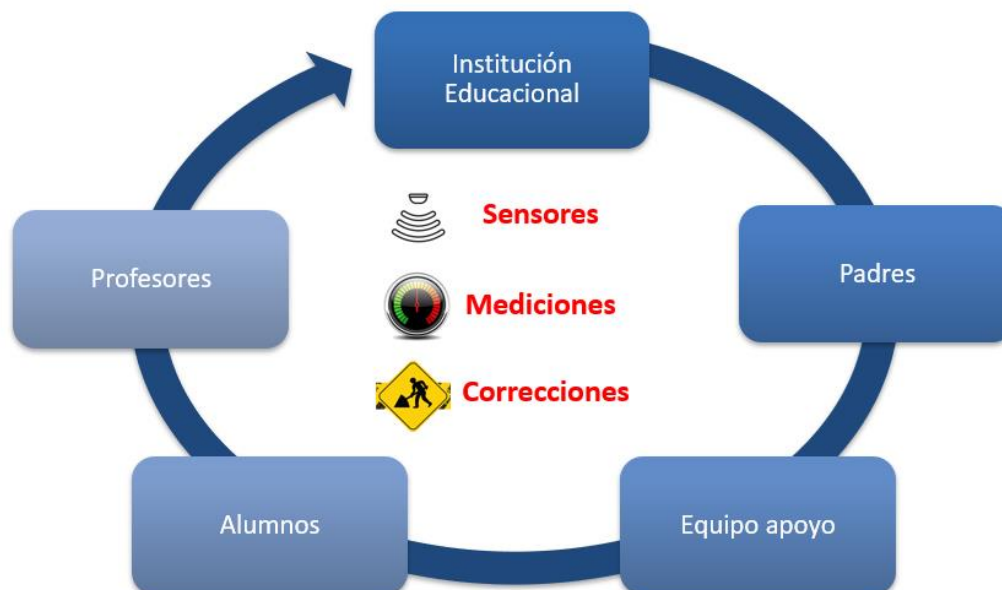 Institución
Educacional
Sensores
Profesores
Padres
Mediciones
Correcciones
Alumnos
Equipo apoyo